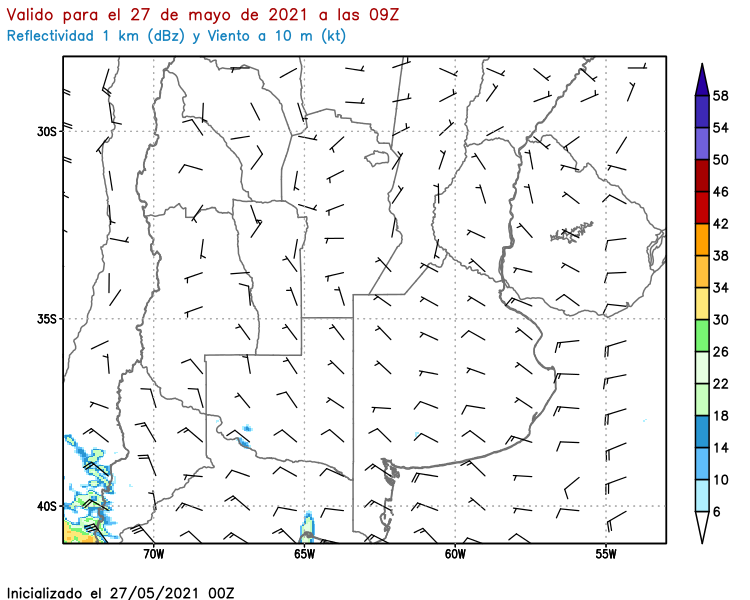 Valido para el 27 de mayo de 2021 a las 09Z
Reflectividad 1 km (dBz) y Viento a 10 m (kt)
58
54
50
30S
46
42
38
34
35S
30
26
22
18
14
10
40S
6
70W 65W 60W 55W
Inicializado el 27/05/2021 00Z